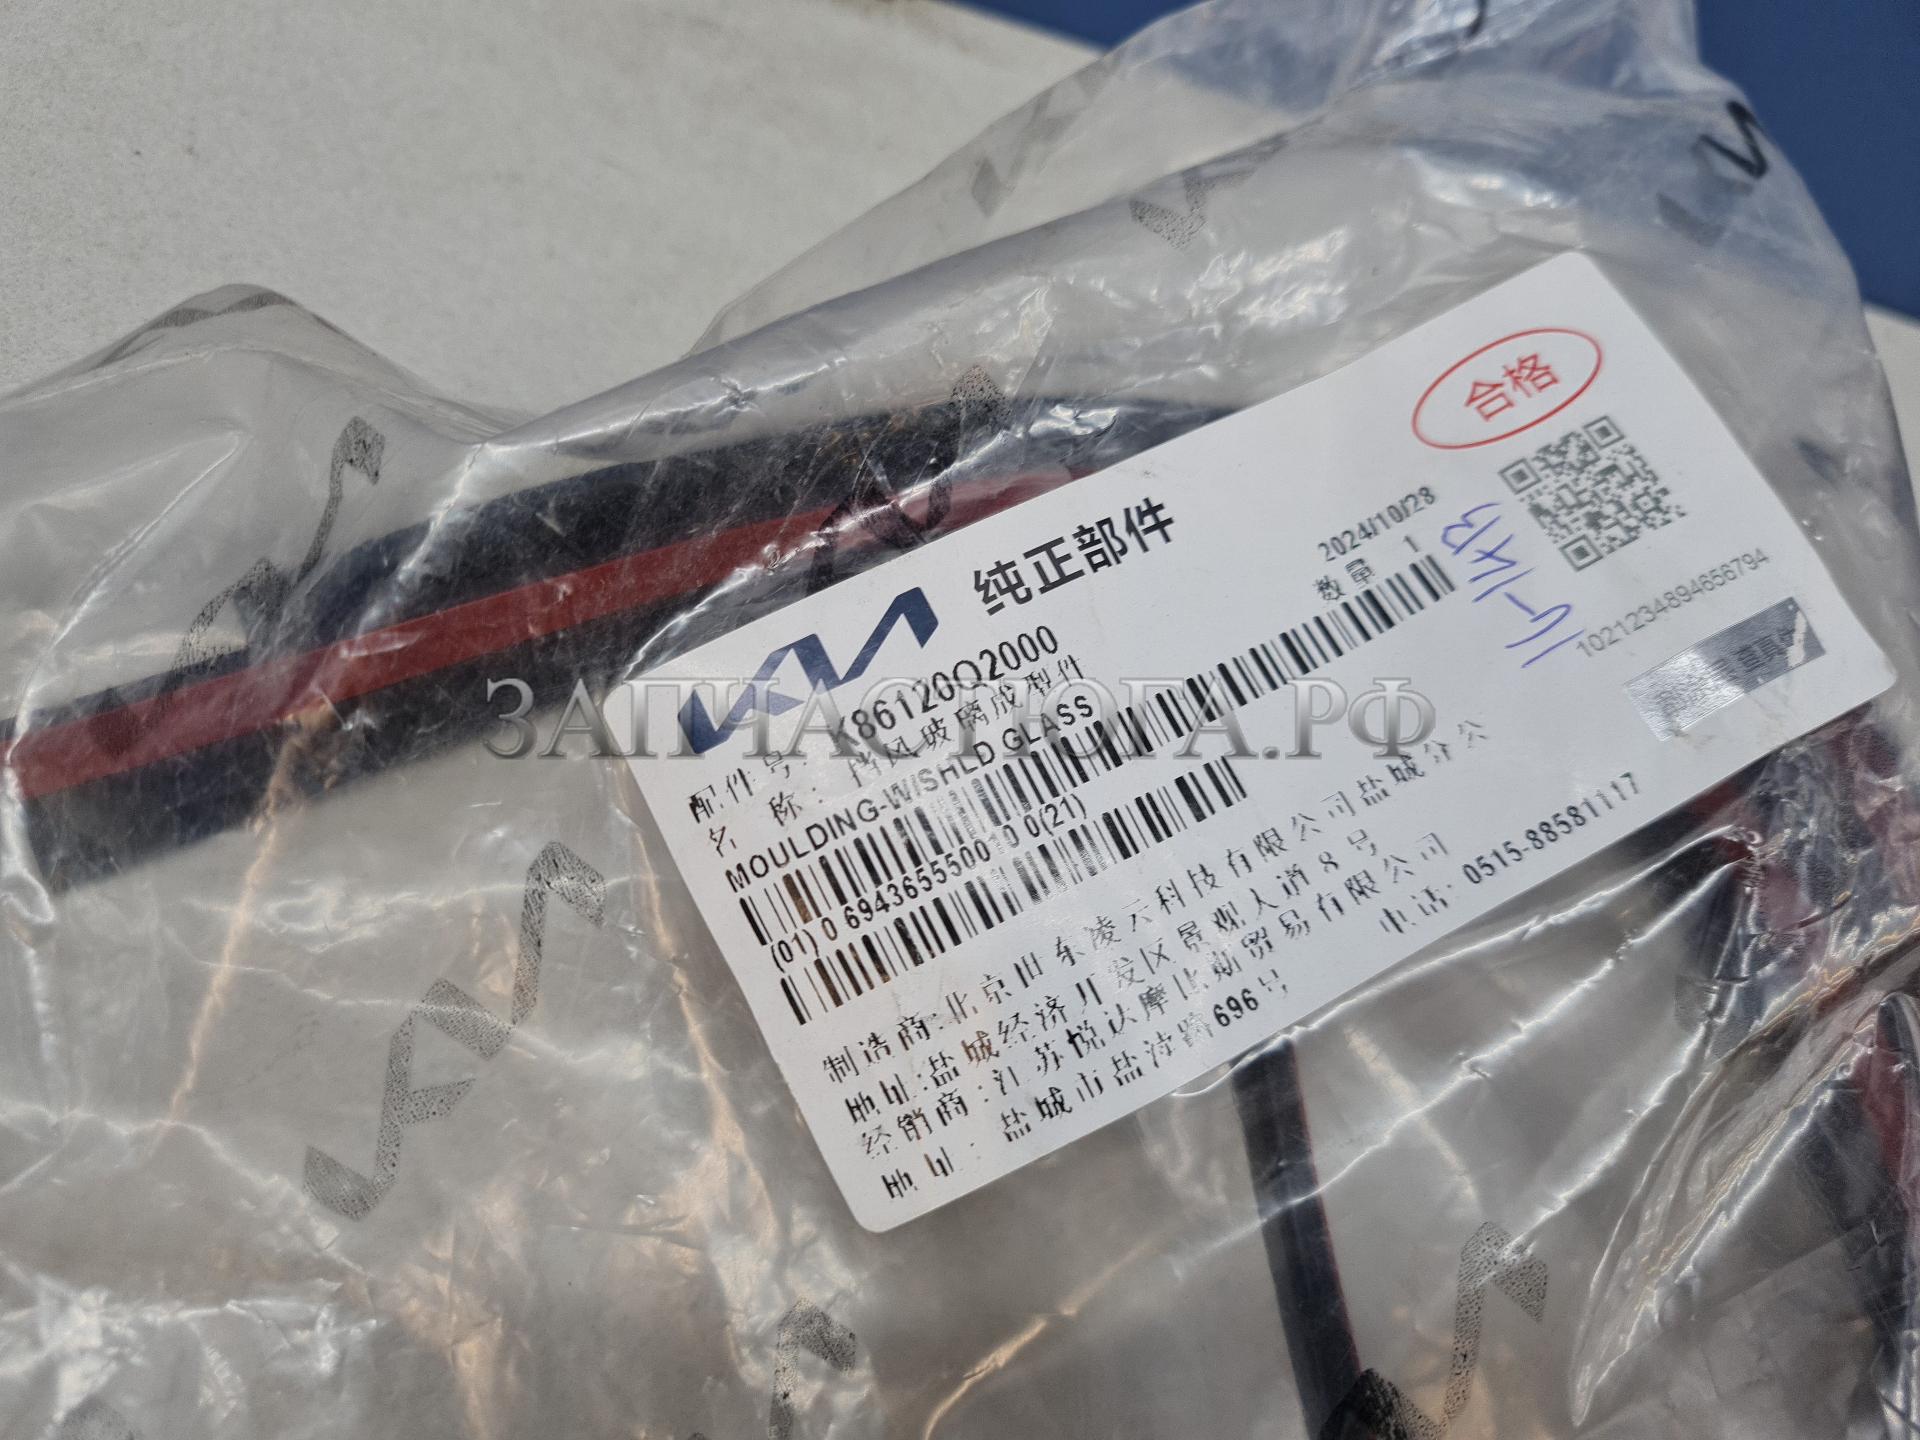 合格
KIA 纯正部件
2024/10/28
数量 1
配件号: K86120Q2000
名 称: 挡风玻璃成型件
MOULDING-W/SHLD GLASS
(01) 0 6943655500
0(21)
1021234894656794
制造商:北京
东凌云科技有限公司盐城分公
地址:盐城经济开发区景观大道8号
经销商:江苏悦达摩比斯贸易有限公司
地址: 盐城市盐渎路696号
电话: 0515-88581117
ЗАПЧАСТЮГА.РФ